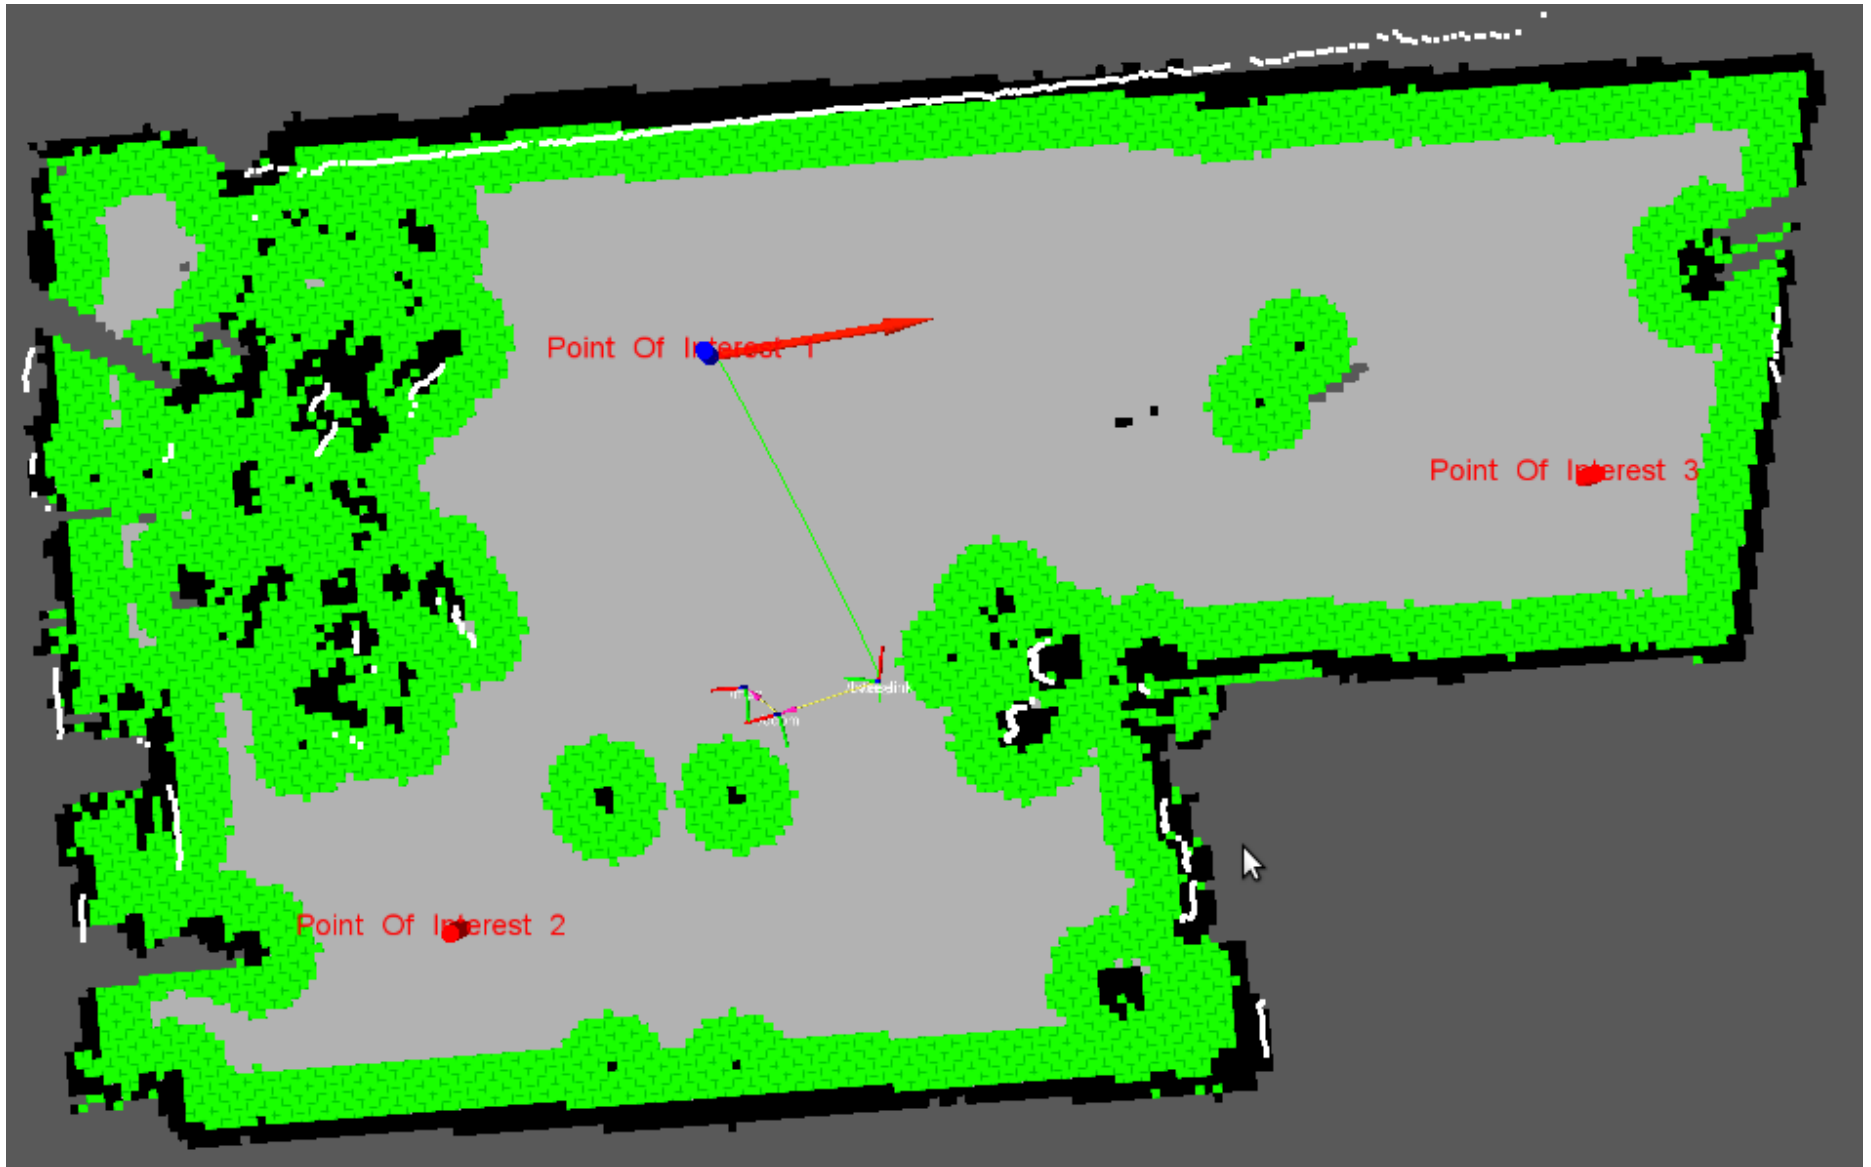 Point Of Interest 1
Point Of Interest 3
Point Of Interest 2